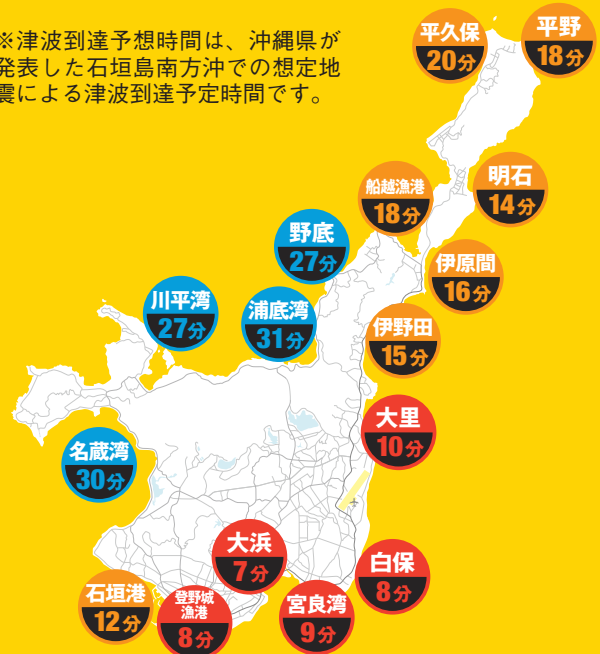 ※津波到達予想時間は、沖縄県が
発表した石垣島南方沖での想定地
震による津波到達予定時間です。
平久保
20分
平野
18分
船越漁港
18分
明石
14分
野底
27分
伊原間
16分
川平湾
27分
浦底湾
31分
伊野田
15分
大里
10分
名蔵湾
30分
大浜
7分
白保
8分
石垣港
12分
登野城
漁港
8分
宮良湾
9分